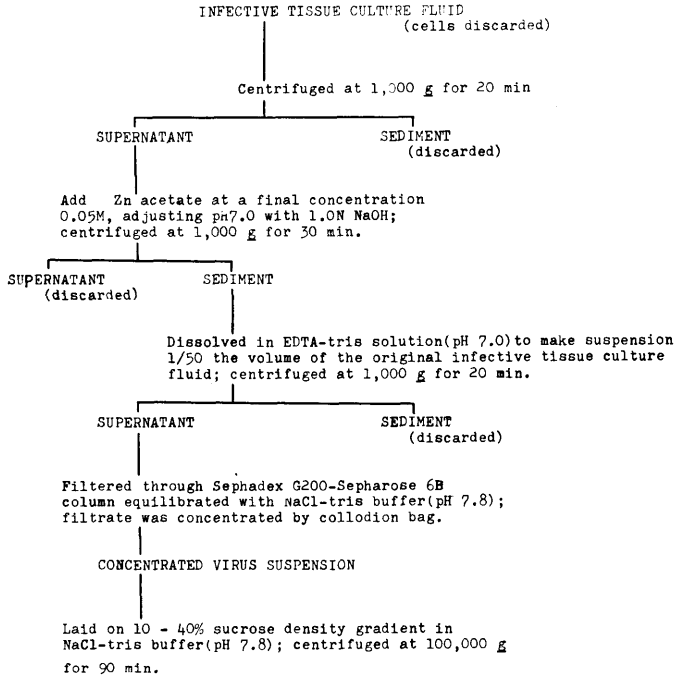 INFECTIVE TISSUE CULTURE FLUID
(cells discarded)
Centrifuged at 1,000 g for 20 min
SUPERNATANT SEDIMENT
(discarded)
Add Zn acetate at a final concentration
0.05M, adjusting pH7.0 with 1.0N NaOH;
centrifuged at 1,000 g for 30 min.
SUPERNATANT SEDIMENT
(discarded)
Dissolved in EDTA-tris solution(pH 7.0)to make suspension
1/50 the volume of the original infective tissue culture
fluid; centrifuged at 1,000 g for 20 min.
SUPERNATANT SEDIMENT
(discarded)
Filtered through Sephadex G200-Sepharose 6B
column equilibrated with NaCl-tris buffer(pH 7.8);
filtrate was concentrated by collodion bag.
CONCENTRATED VIRUS SUSPENSION
Laid on 10 - 40% sucrose density gradient in
NaCl-tris buffer(pH 7.8); centrifuged at 100,000 g
for 90 min.